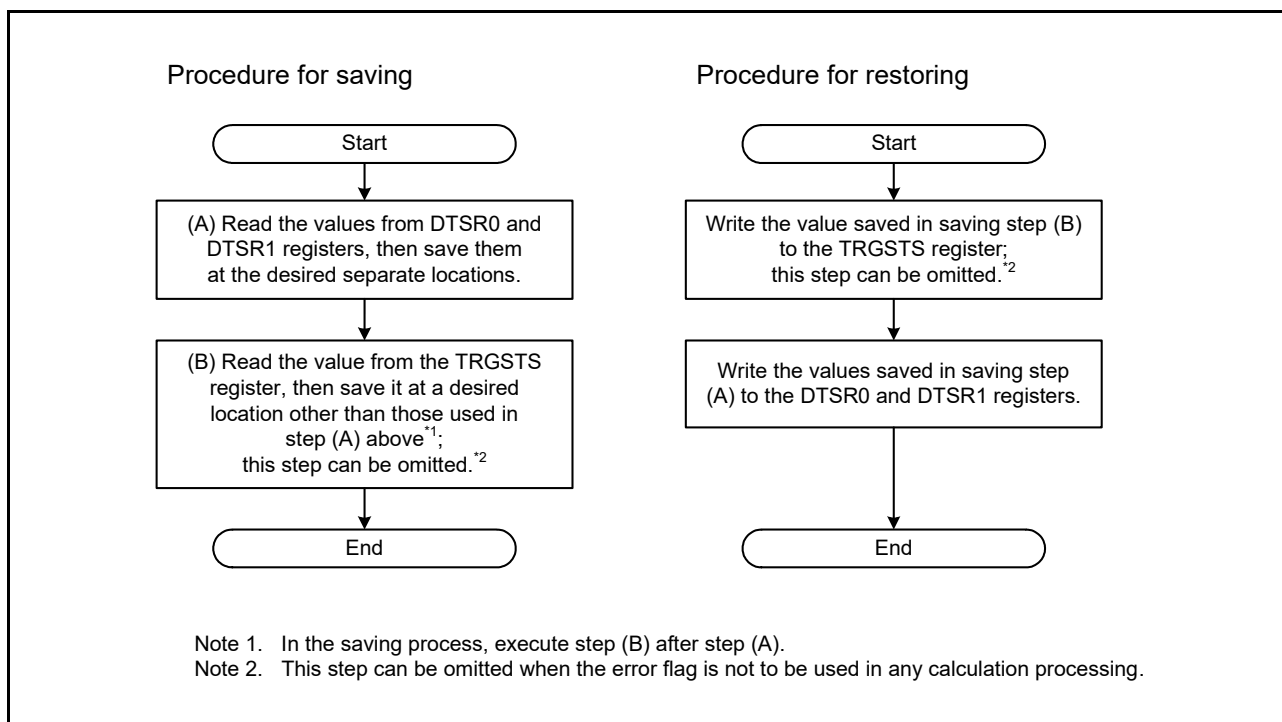 Procedure for saving
Start
(A) Read the values from DTSR0 and
DTSR1 registers, then save them
at the desired separate locations.
(B) Read the value from the TRGSTS
register, then save it at a desired
location other than those used in
step (A) above*1;
this step can be omitted.*2
End
Procedure for restoring
Start
Write the value saved in saving step (B)
to the TRGSTS register;
this step can be omitted.*2
Write the values saved in saving step
(A) to the DTSR0 and DTSR1 registers.
End
Note 1. In the saving process, execute step (B) after step (A).
Note 2. This step can be omitted when the error flag is not to be used in any calculation processing.